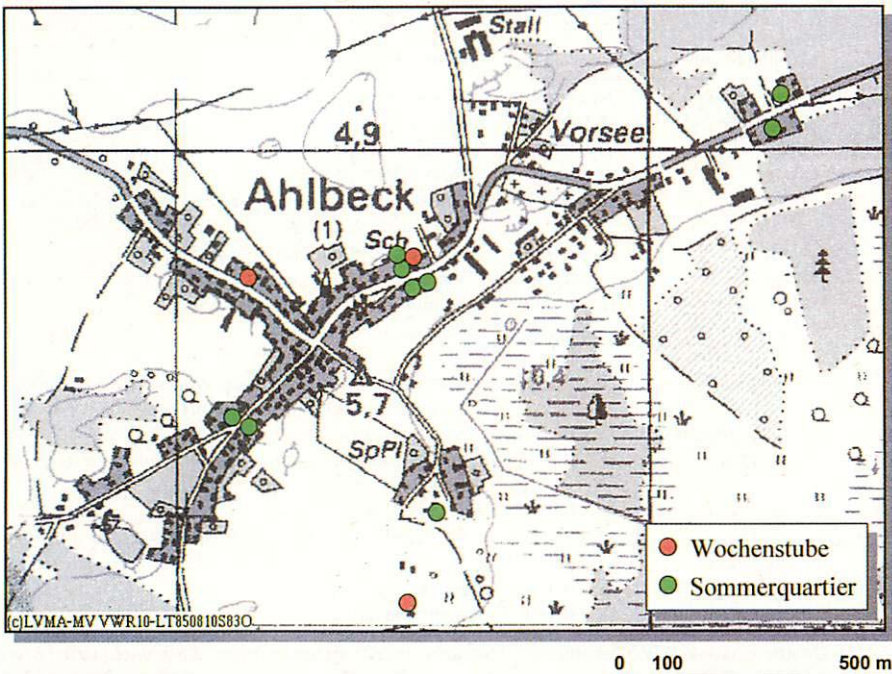 Stall
4,9
Vorsee
Ahlbeck
(1)
Sch
5,7
SpPl
Wochenstube
Sommerquartier
(c)LVMA-MV VWR10-LT850810S83O
0 100 500 m